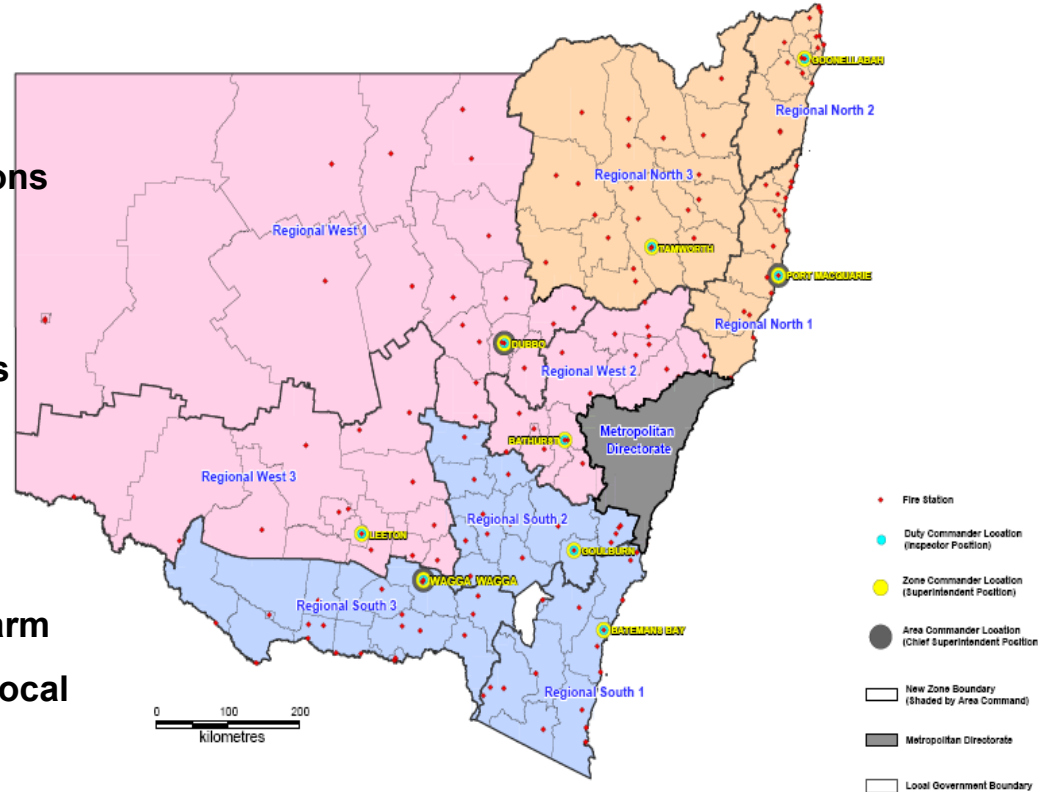 ons
s
arm
ocal
GOONELLABAH
Regional North 2
Regional North 3
Regional West 1
TAMWORTH
PORT MACQUARIE
Regional North 1
DUBBO
Regional West 2
Metropolitan
Directorate
BATHURST
Regional West 3
Regional South 2
LEETON
GOULBURN
WAGGA WAGGA
Regional South 3
BATEMANS BAY
Regional South 1
0 100 200
kilometres
Fire Station
Duty Commander Location
(Inspector Position)
Zone Commander Location
(Superintendent Position)
Area Commander Location
(Chief Superintendent Position
New Zone Boundary
(Shaded by Area Command)
Metropolitan Directorate
Local Government Boundary